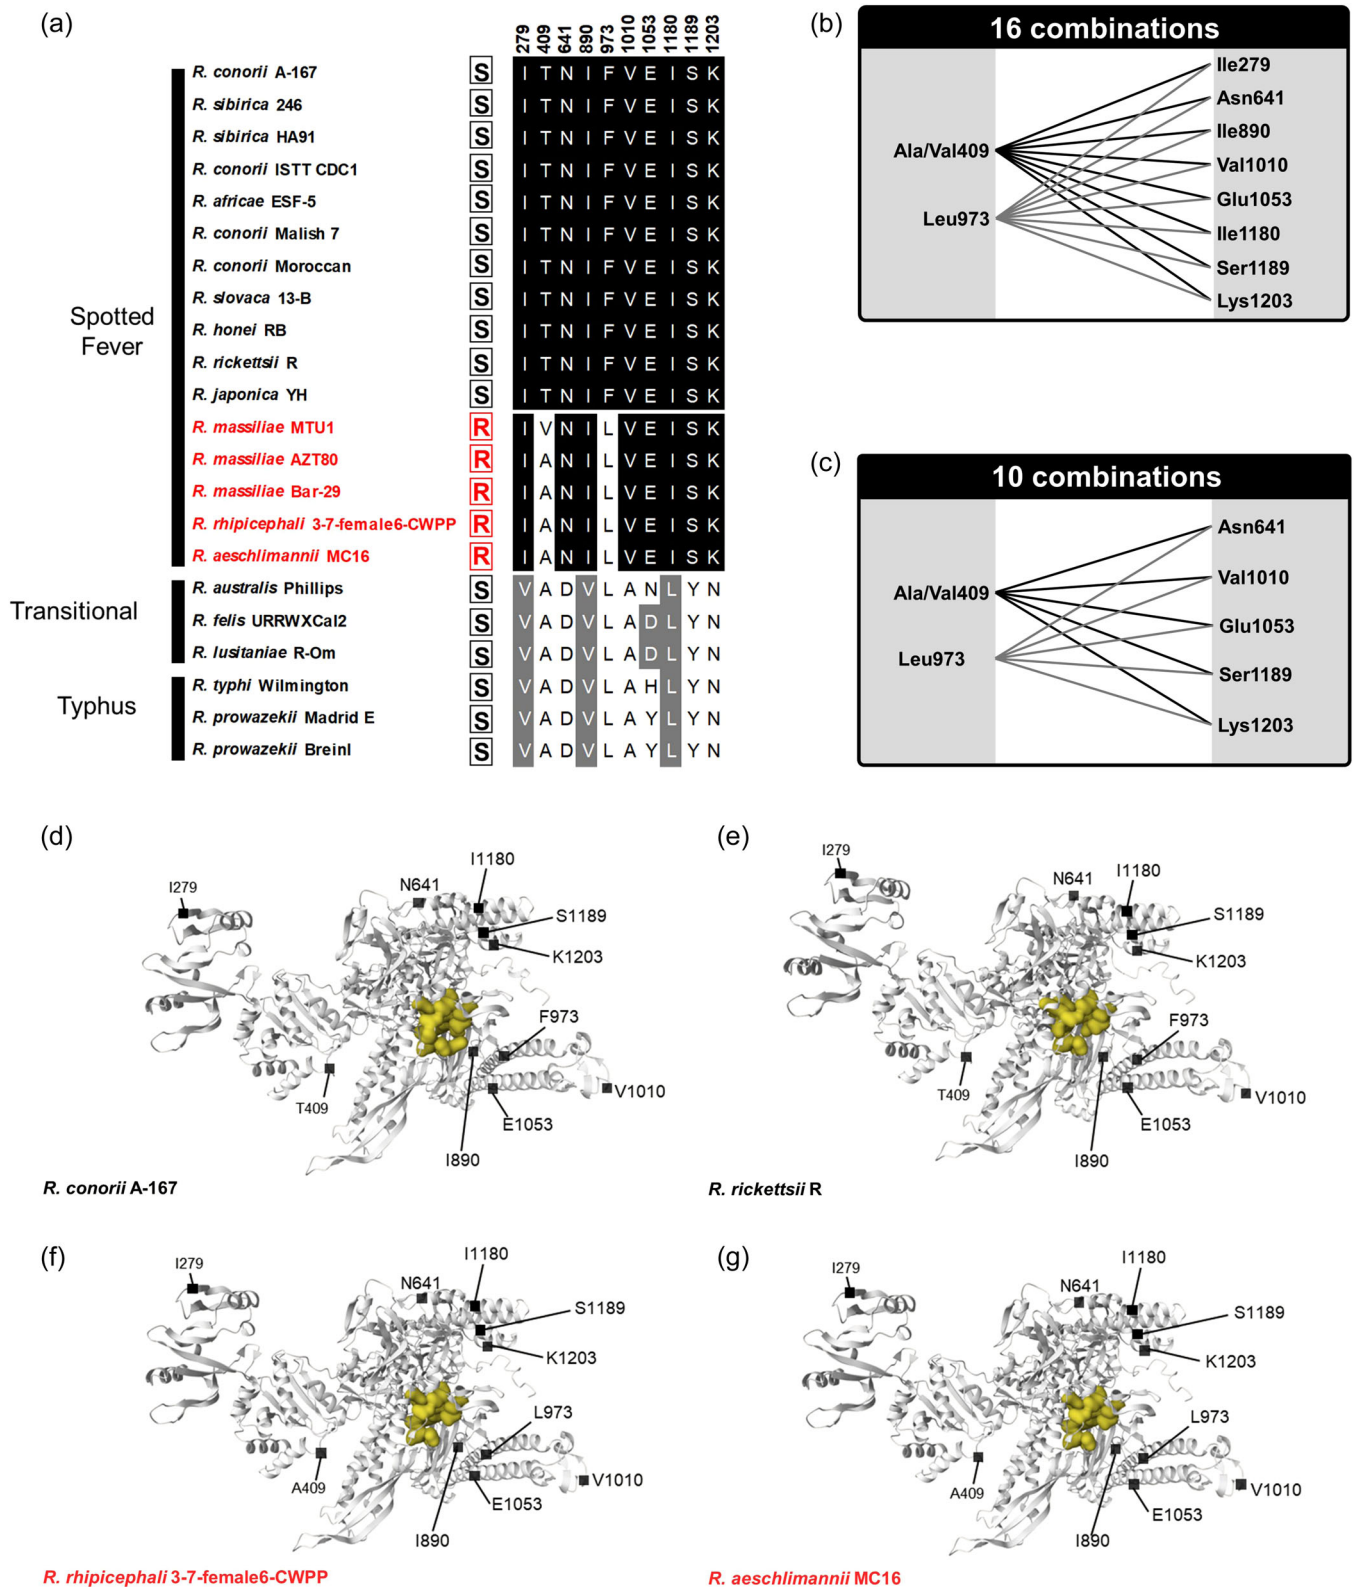 (a)
279 409 641 890 973 1010 1053 1180 1189 1203
R. conorii A-167 S I T N I F V E I S K
R. sibirica 246 S I T N I F V E I S K
R. sibirica HA91 S I T N I F V E I S K
R. conorii ISTT CDC1 S I T N I F V E I S K
R. africae ESF-5 S I T N I F V E I S K
R. conorii Malish 7 S I T N I F V E I S K
R. conorii Moroccan S I T N I F V E I S K
R. slovaca 13-B S I T N I F V E I S K
R. honei RB S I T N I F V E I S K
R. rickettsii R S I T N I F V E I S K
R. japonica YH S I T N I F V E I S K
R. massiliae MTU1 R I V N I L V E I S K
R. massiliae AZT80 R I A N I L V E I S K
R. massiliae Bar-29 R I A N I L V E I S K
R. rhipicephali 3-7-female6-CWPP R I A N I L V E I S K
R. aeschlimannii MC16 R I A N I L V E I S K
R. australis Phillips S V A D V L A N L Y N
R. felis URRWXCal2 S V A D V L A D L Y N
R. lusitaniae R-Om S V A D V L A D L Y N
R. typhi Wilmington S V A D V L A H L Y N
R. prowazekii Madrid E S V A D V L A Y L Y N
R. prowazekii Breinl S V A D V L A Y L Y N
Spotted
Fever
Transitional
Typhus
(b)
16 combinations
Ala/Val409
Leu973
Ile279
Asn641
Ile890
Val1010
Glu1053
Ile1180
Ser1189
Lys1203
(c)
10 combinations
Ala/Val409
Leu973
Asn641
Val1010
Glu1053
Ser1189
Lys1203
(d)
I279
N641
I1180
S1189
K1203
F973
T409
V1010
E1053
I890
R. conorii A-167
(e)
I279
N641
I1180
S1189
K1203
F973
T409
V1010
E1053
I890
R. rickettsii R
(f)
I279
N641
I1180
S1189
K1203
L973
A409
V1010
E1053
I890
R. rhipicephali 3-7-female6-CWPP
(g)
I279
N641
I1180
S1189
K1203
L973
A409
V1010
E1053
I890
R. aeschlimannii MC16